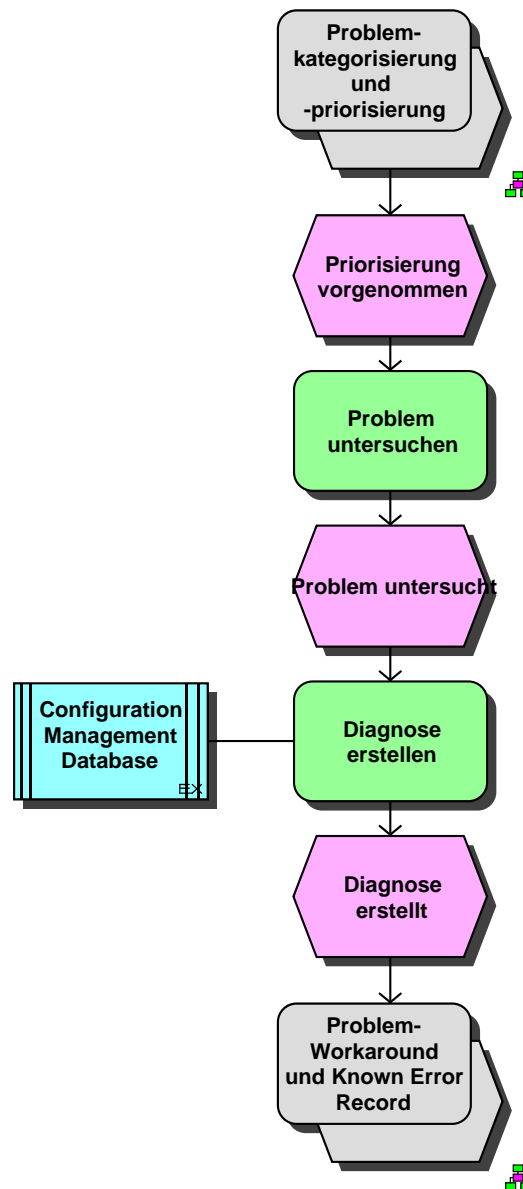 Problem-
kategorisierung
und
-priorisierung
Priorisierung
vorgenommen
Problem
untersuchen
Problem untersucht
Configuration
Management
Database
EX
Diagnose
erstellen
Diagnose
erstellt
Problem-
Workaround
und Known Error
Record